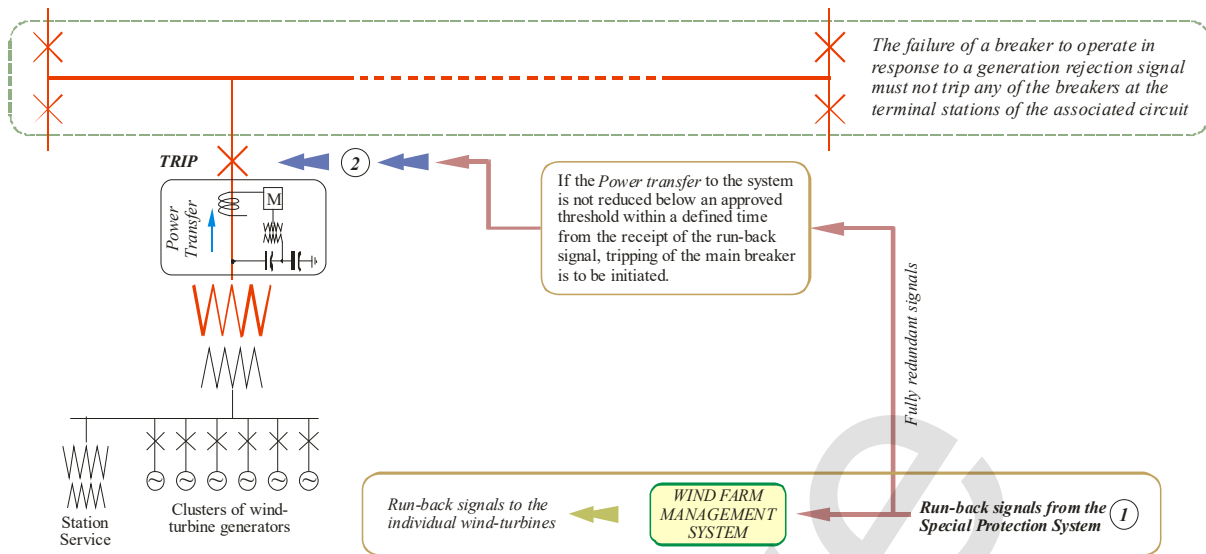 The failure of a breaker to operate in
response to a generation rejection signal
must not trip any of the breakers at the
terminal stations of the associated circuit
TRIP
2
If the Power transfer to the system
is not reduced below an approved
threshold within a defined time
from the receipt of the run-back
signal, tripping of the main breaker
is to be initiated.
M
Power
Transfer
Fully redundant signals
Station
Service
Clusters of wind-
turbine generators
Run-back signals to the
individual wind-turbines
WIND FARM
MANAGEMENT
SYSTEM
Run-back signals from the
Special Protection System
1